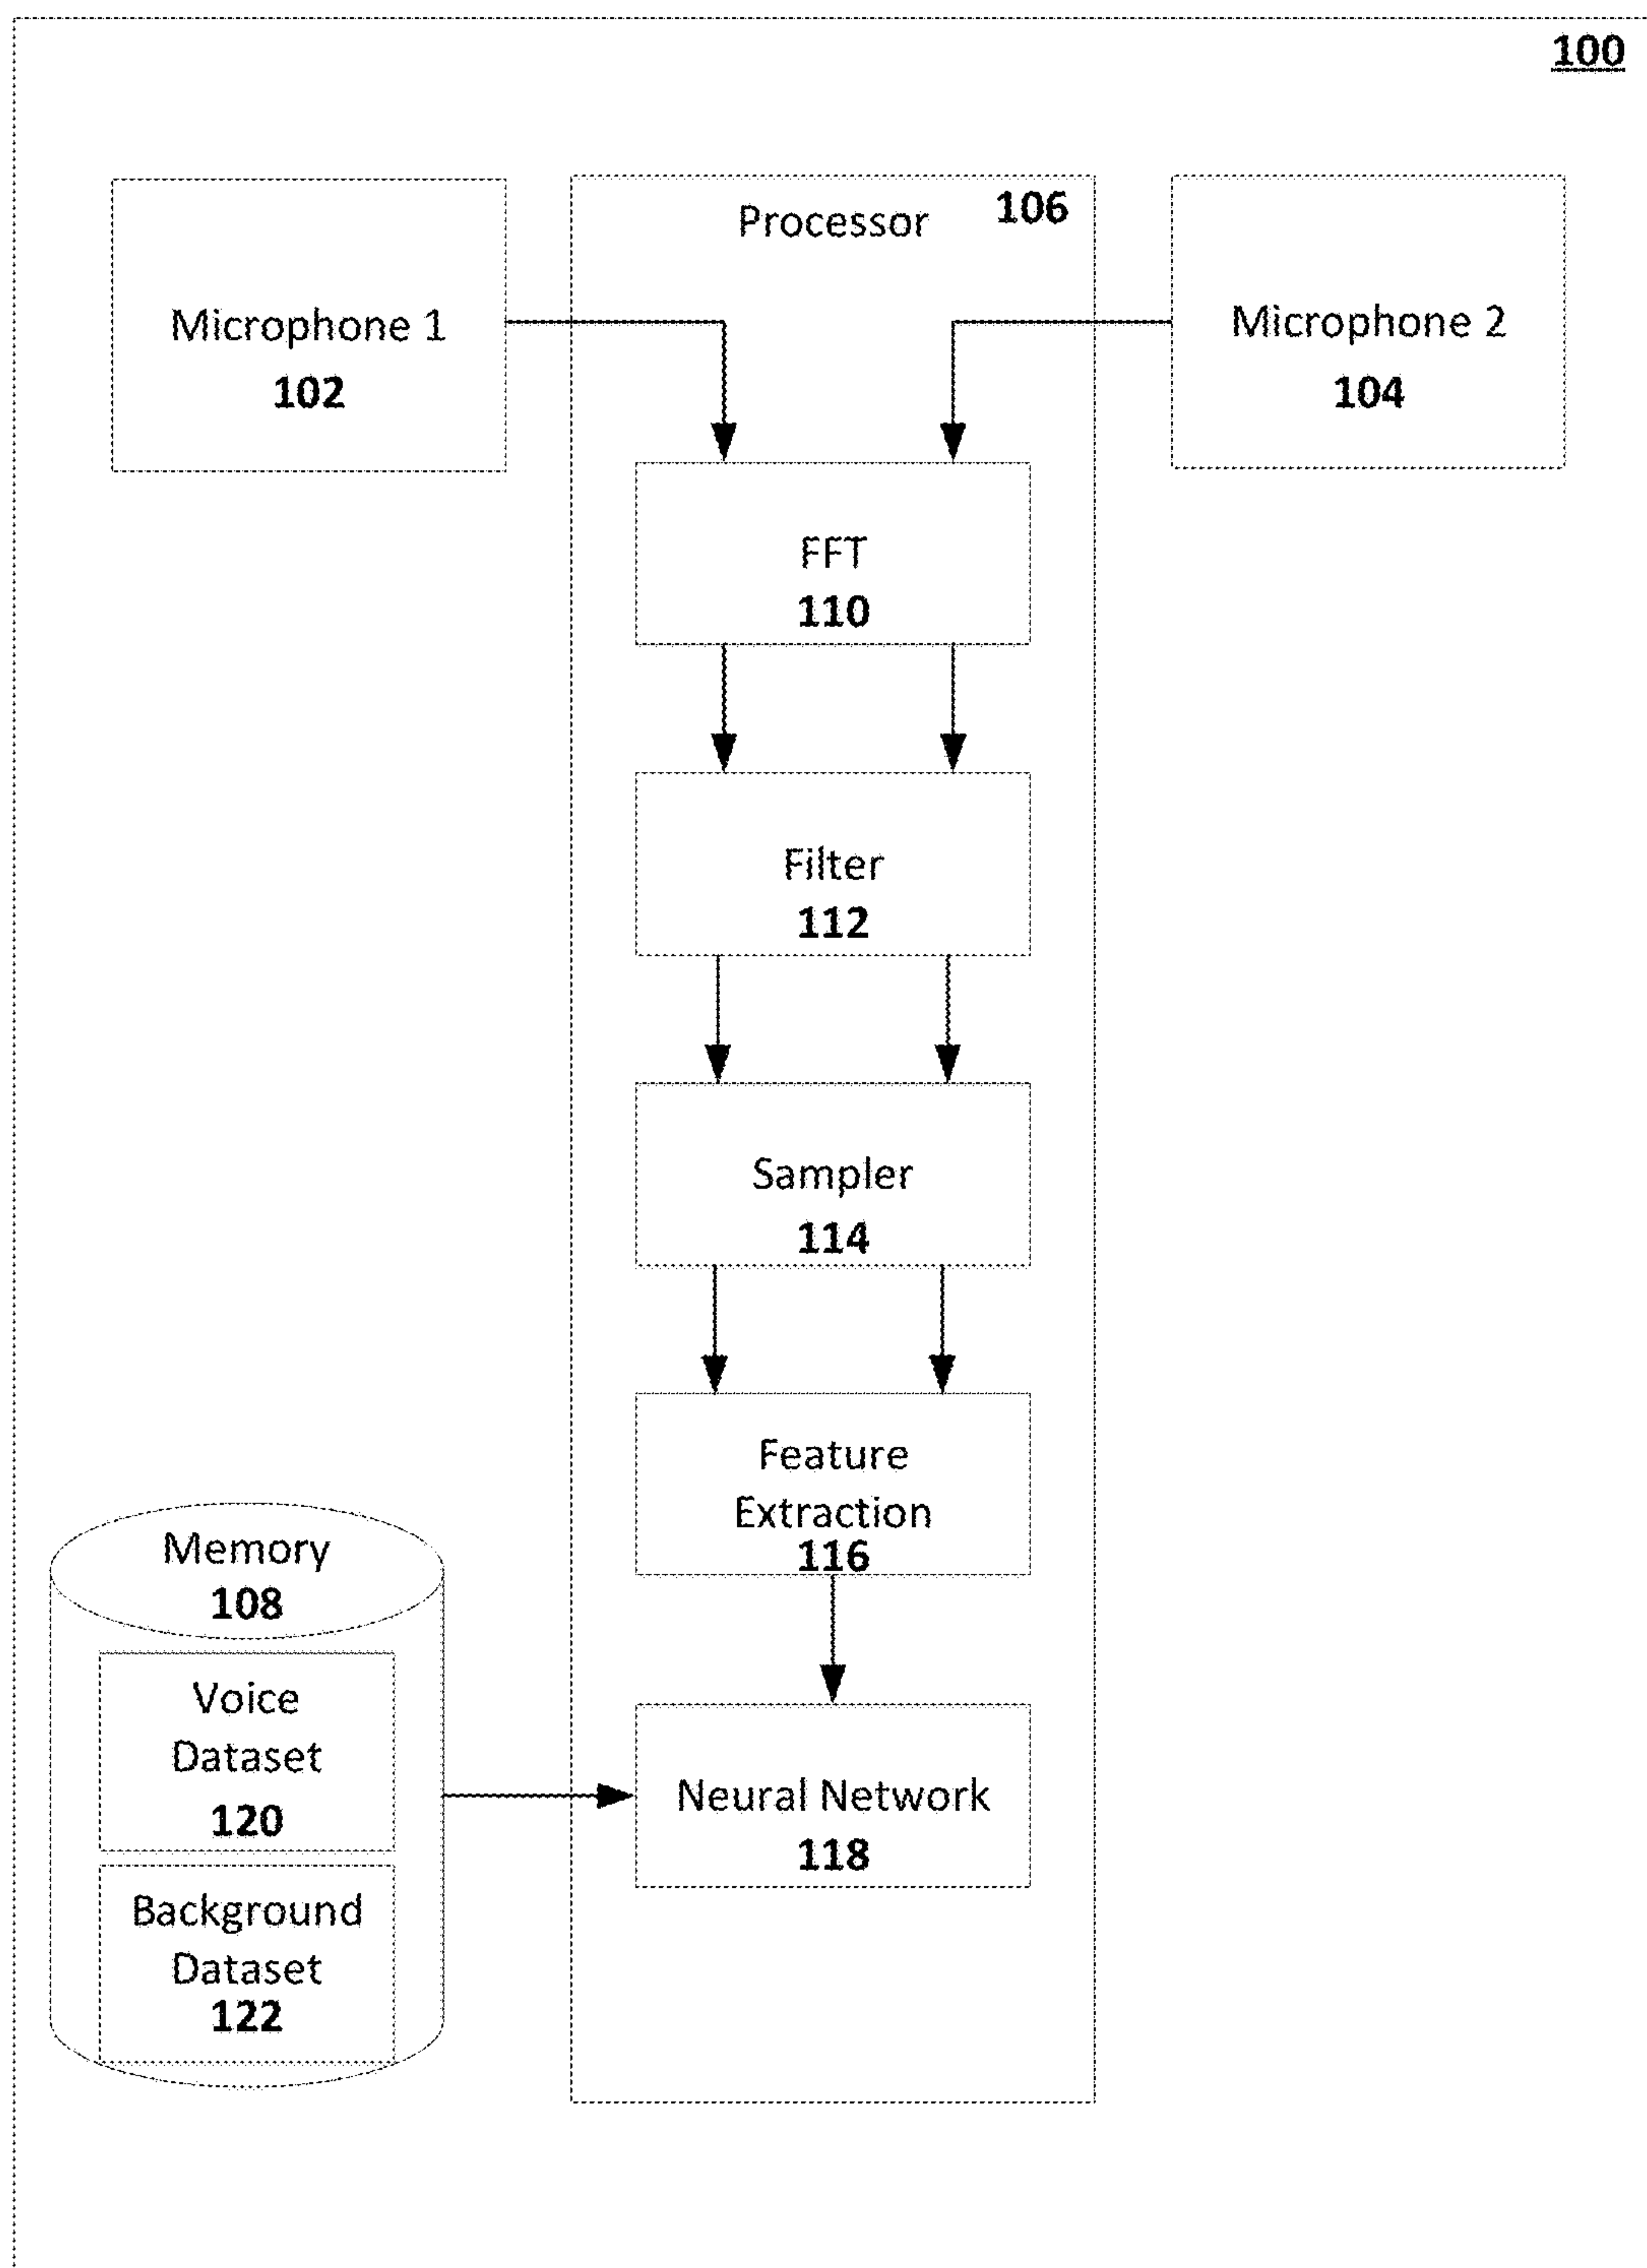 100
Processor 106
Microphone 1
102
Microphone 2
104
FFT
110
Filter
112
Sampler
114
Feature
Extraction
116
Memory
108
Voice
Dataset
120
Background
Dataset
122
Neural Network
118